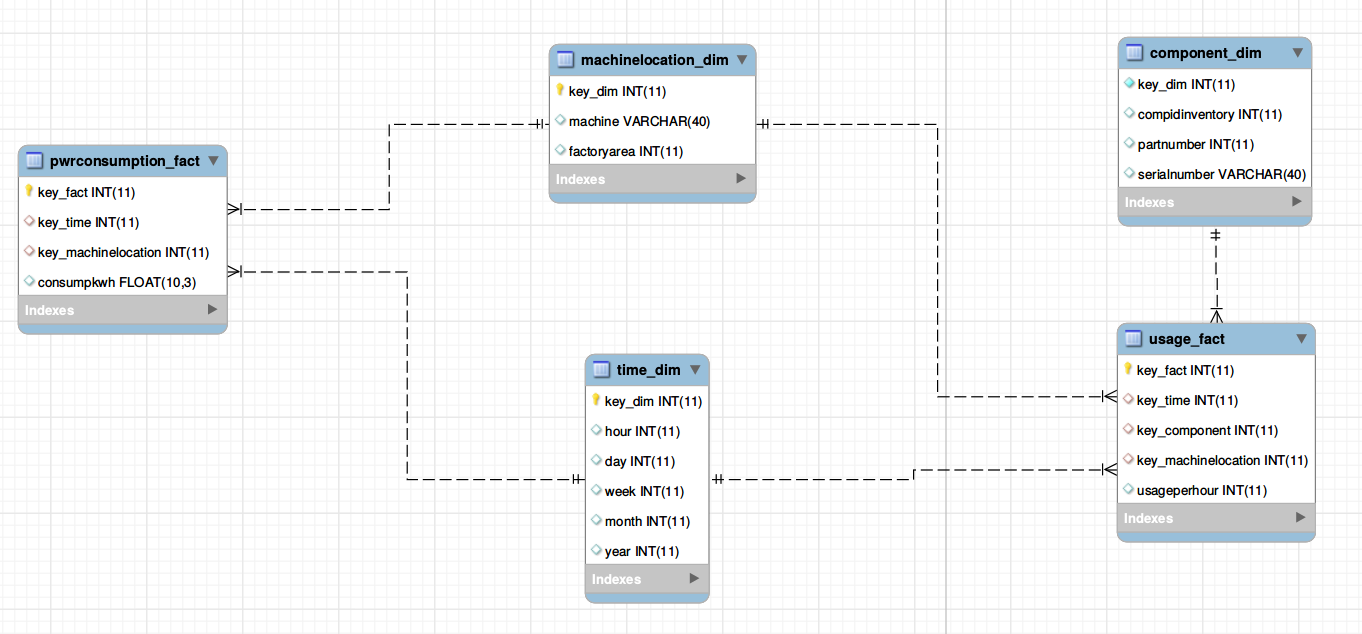 machinelocation_dim
key_dim INT(11)
machine VARCHAR(40)
factoryarea INT(11)
Indexes
component_dim
key_dim INT(11)
compidinventory INT(11)
partnumber INT(11)
serialnumber VARCHAR(40)
Indexes
pwrconsumption_fact
key_fact INT(11)
key_time INT(11)
key_machinelocation INT(11)
consumpkwh FLOAT(10,3)
Indexes
time_dim
key_dim INT(11)
hour INT(11)
day INT(11)
week INT(11)
month INT(11)
year INT(11)
Indexes
usage_fact
key_fact INT(11)
key_time INT(11)
key_component INT(11)
key_machinelocation INT(11)
usageperhour INT(11)
Indexes